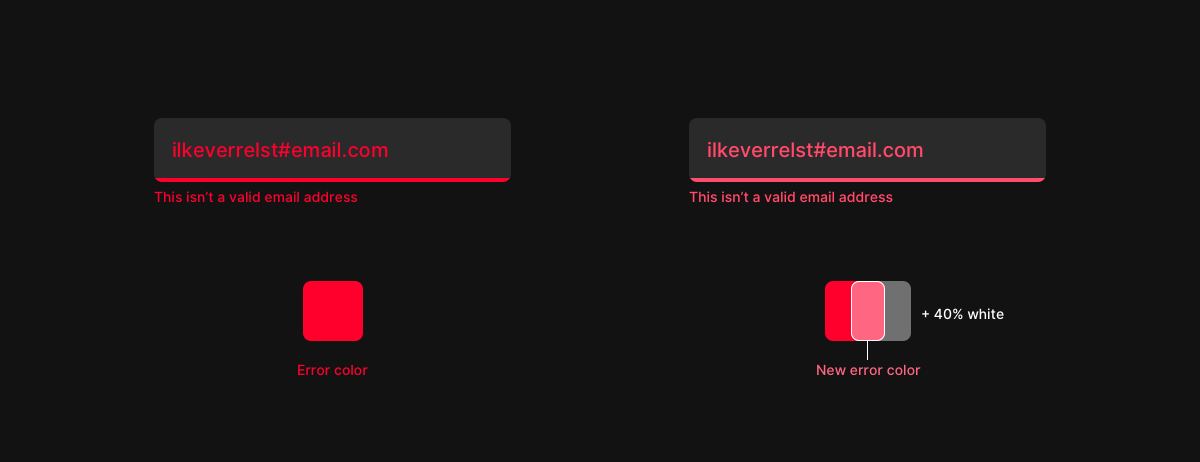 ilkeverrelst#email.com
This isn't a valid email address
Error color
ilkeverrelst#email.com
This isn't a valid email address
+ 40% white
New error color